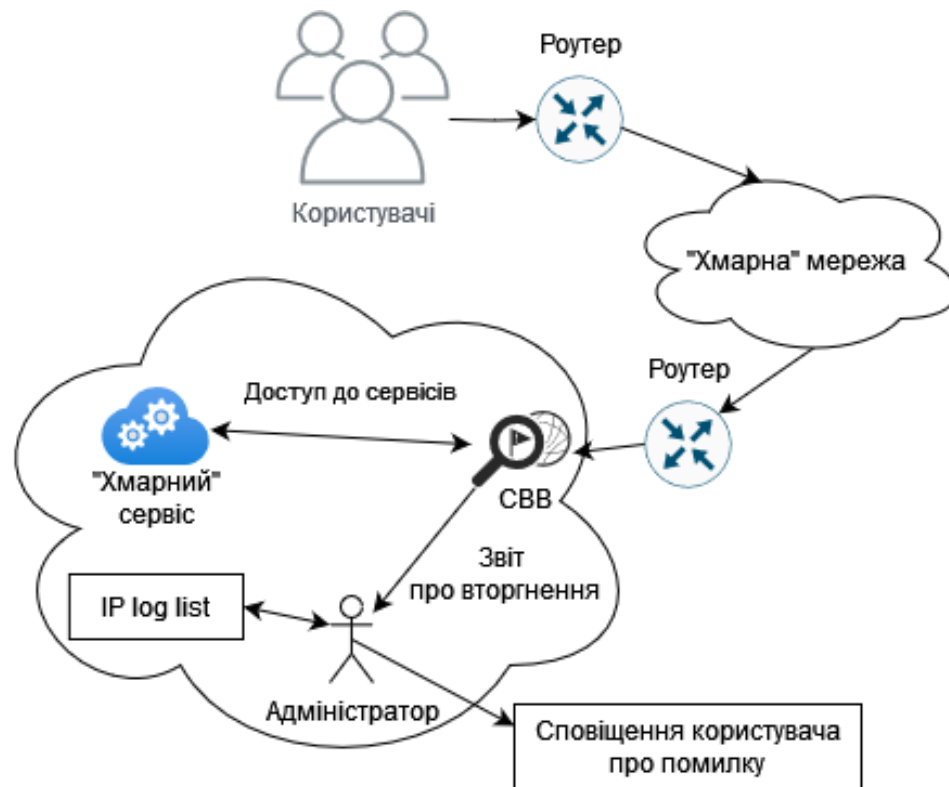 Роутер
Користувачі
"Хмарна" мережа
Роутер
Доступ до сервісів
"Хмарний"
сервіс
СВВ
Звіт
про вторгнення
IP log list
Адміністратор
Сповіщення користувача
про помилку